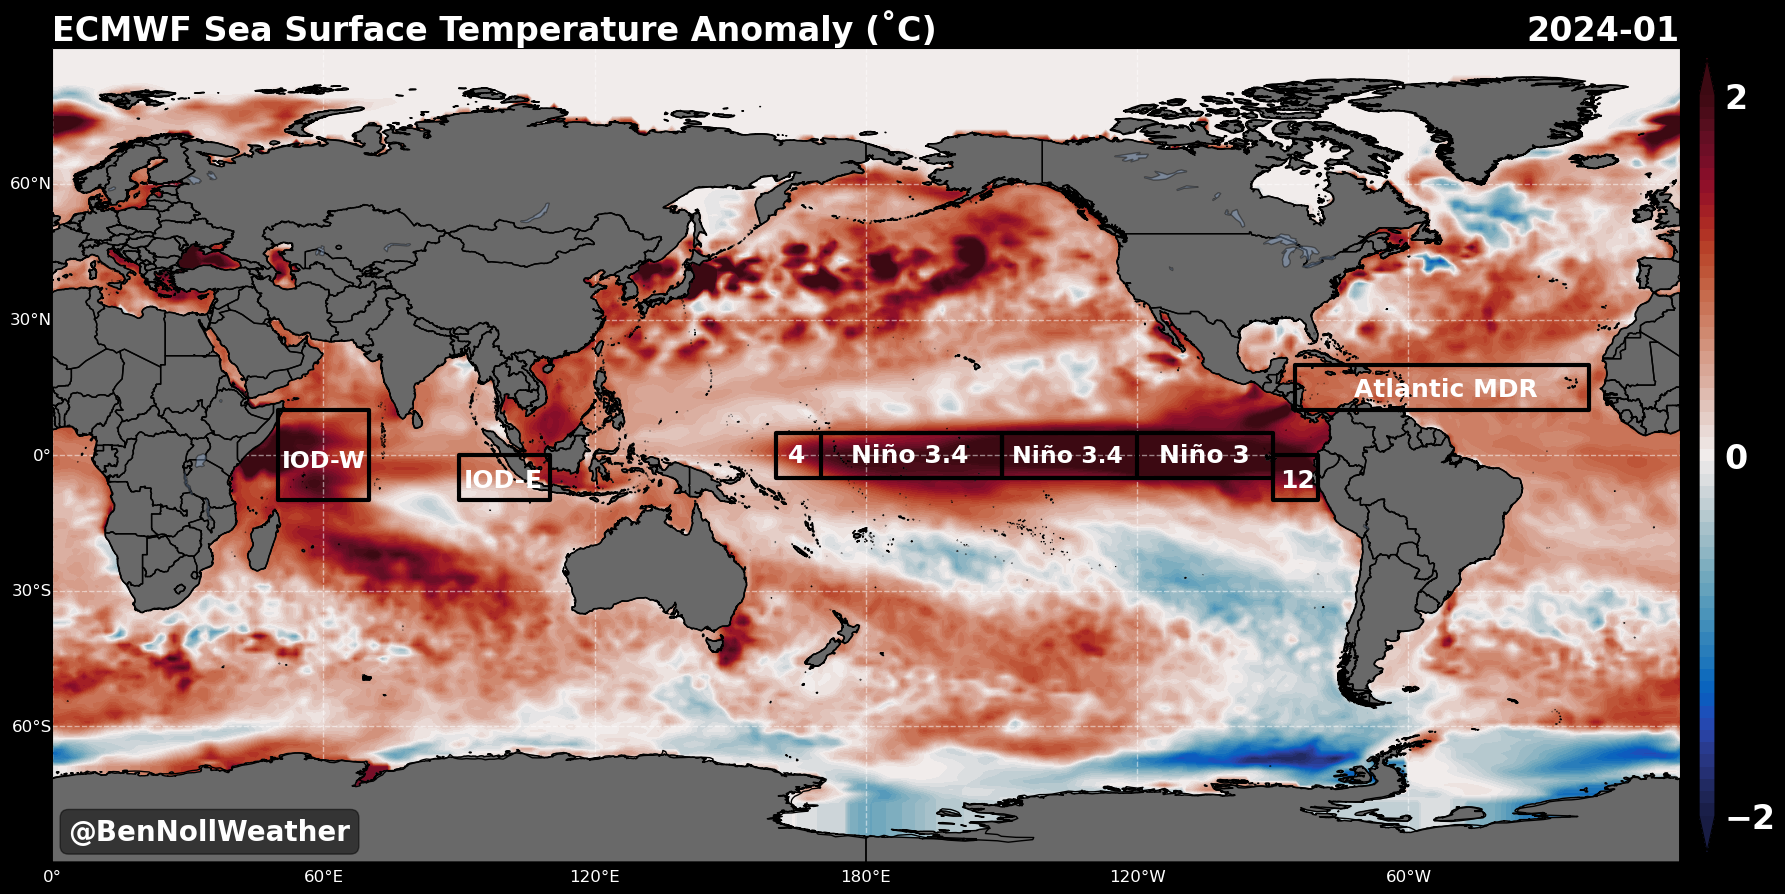 ECMWF Sea Surface Temperature Anomaly (˚C)
2024-01
2
0
−2
60°N
30°N
0°
30°S
60°S
IOD-W
IOD-E
4
Niño 3.4
Niño 3.4
Niño 3
12
Atlantic MDR
@BenNollWeather
0°
60°E
120°E
180°E
120°W
60°W